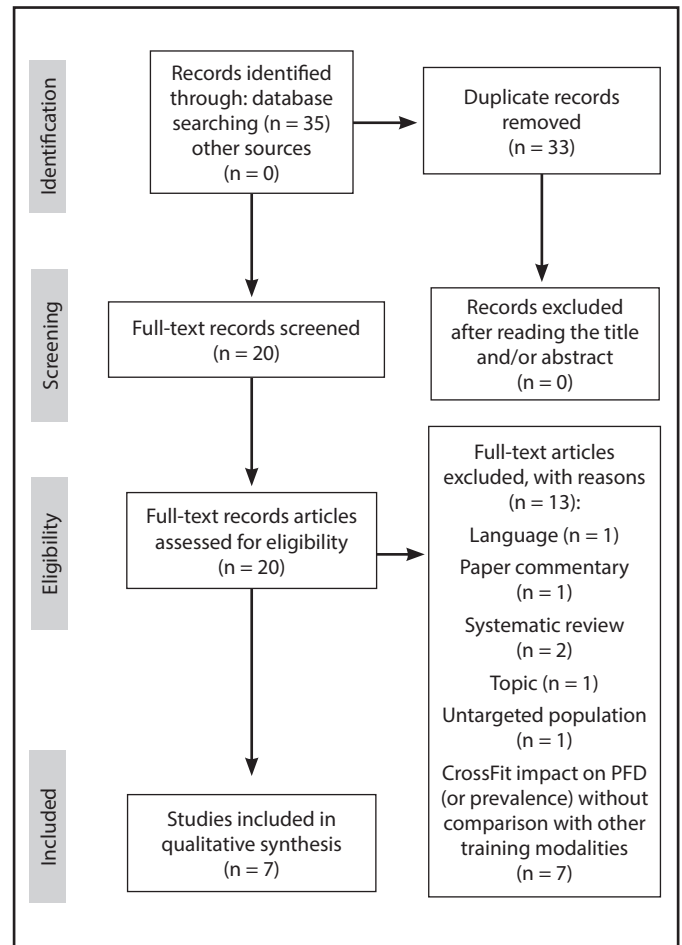 Identification
Records identified
through: database
searching (n = 35)
other sources
(n = 0)
Duplicate records
removed
(n = 33)
Screening
Full-text records screened
(n = 20)
Records excluded
after reading the title
and/or abstract
(n = 0)
Eligibility
Full-text records articles
assessed for eligibility
(n = 20)
Full-text articles
excluded, with reasons
(n = 13):
Language (n = 1)
Paper commentary
(n = 1)
Systematic review
(n = 2)
Topic (n = 1)
Untargeted population
(n = 1)
CrossFit impact on PFD
(or prevalence) without
comparison with other
training modalities
(n = 7)
Included
Studies included in
qualitative synthesis
(n = 7)